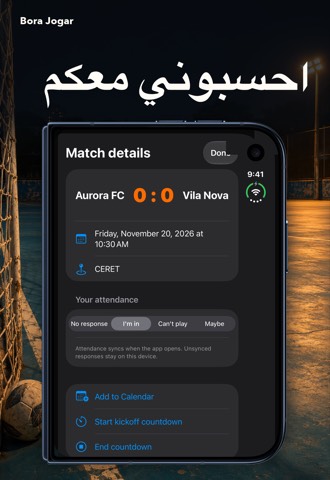 Bora Jogar
احسبوني معكم
Match details
Don
9:41
Aurora FC 0 : 0 Vila Nova
Friday, November 20, 2026 at
10:30 AM
CERET
Your attendance
No response I'm in Can't play Maybe
Attendance syncs when the app opens. Unsynced
responses stay on this device.
Add to Calendar
Start kickoff countdown
End countdown